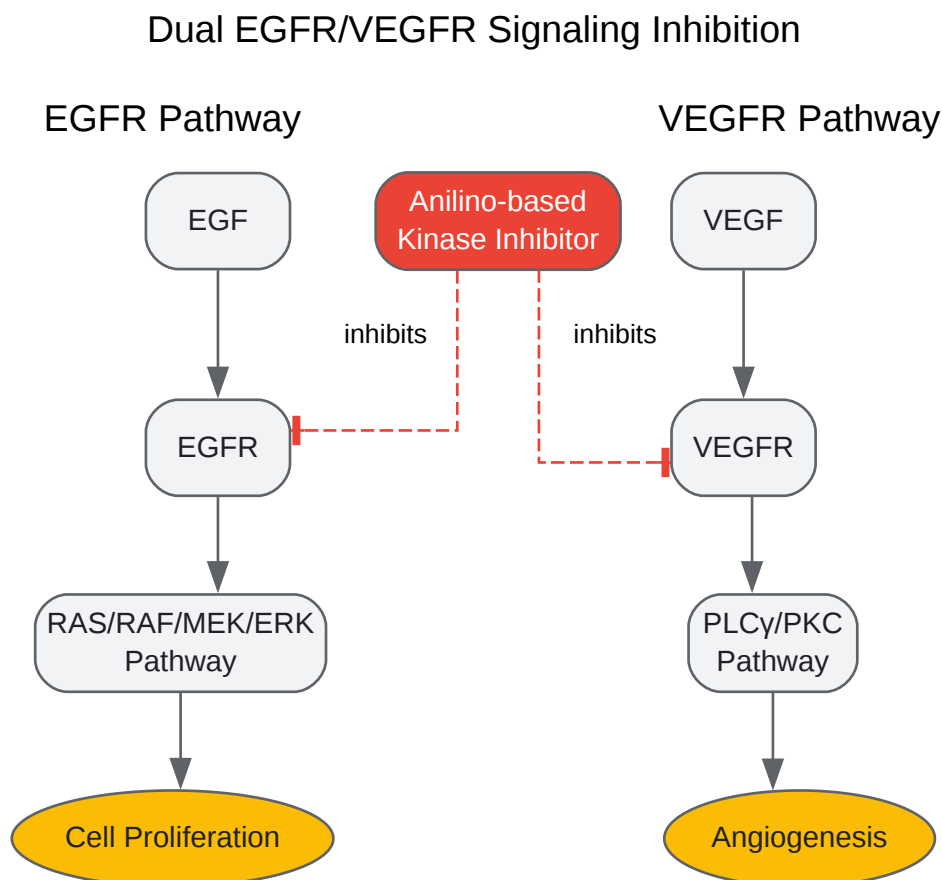 Dual EGFR/VEGFR Signaling Inhibition
EGFR Pathway
VEGFR Pathway
EGF
Anilino-based
Kinase Inhibitor
VEGF
inhibits
inhibits
EGFR
VEGFR
RAS/RAF/MEK/ERK
Pathway
PLCγ/PKC
Pathway
Cell Proliferation
Angiogenesis